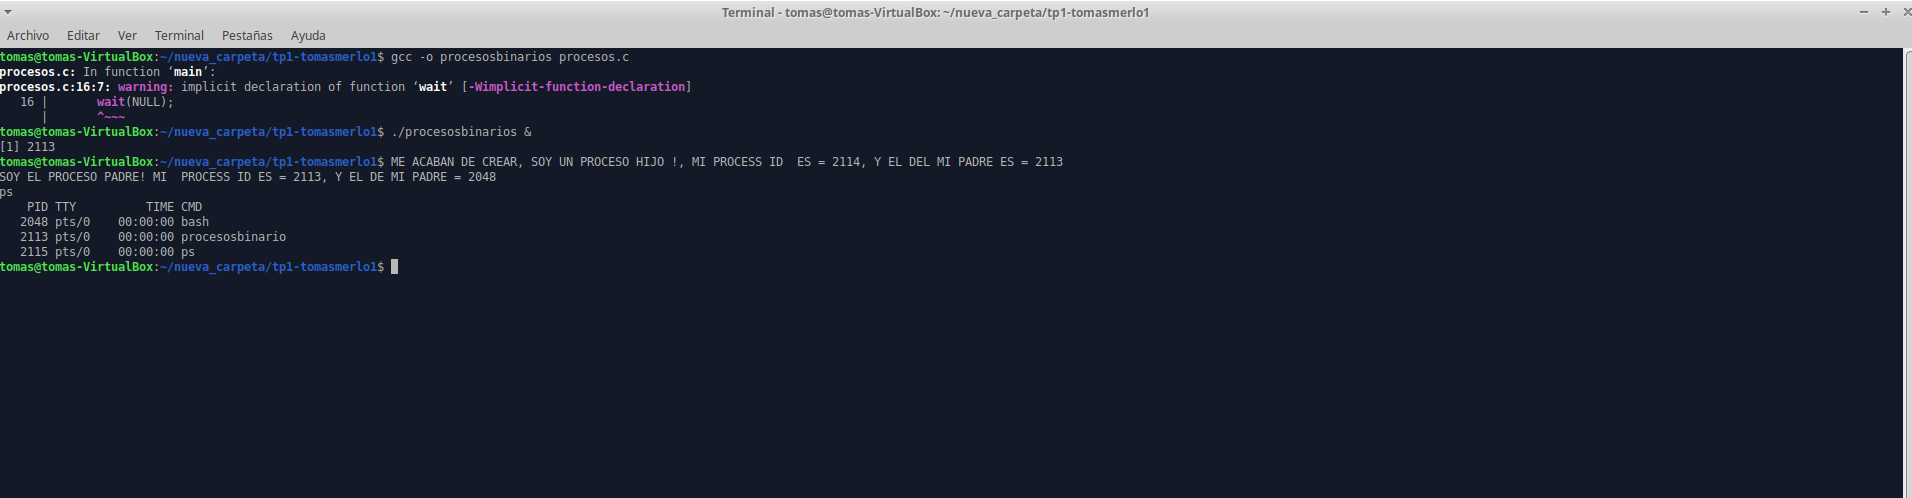 Terminal - tomas@tomas-VirtualBox: ~/nueva_carpeta/tp1-tomasmerlo1
Archivo Editar Ver Terminal Pestañas Ayuda
tomas@tomas-VirtualBox:~/nueva_carpeta/tp1-tomasmerlo1$ gcc -o procesosbinarios procesos.c
procesos.c: In function ‘main’:
procesos.c:16:7: warning: implicit declaration of function ‘wait’ [-Wimplicit-function-declaration]
   16 |       wait(NULL);
      |       ^~~~
tomas@tomas-VirtualBox:~/nueva_carpeta/tp1-tomasmerlo1$ ./procesosbinarios &
[1] 2113
tomas@tomas-VirtualBox:~/nueva_carpeta/tp1-tomasmerlo1$ ME ACABAN DE CREAR, SOY UN PROCESO HIJO !, MI PROCESS ID  ES = 2114, Y EL DEL MI PADRE ES = 2113
SOY EL PROCESO PADRE! MI  PROCESS ID ES = 2113, Y EL DE MI PADRE = 2048
ps
    PID TTY          TIME CMD
   2048 pts/0    00:00:00 bash
   2113 pts/0    00:00:00 procesosbinario
   2115 pts/0    00:00:00 ps
tomas@tomas-VirtualBox:~/nueva_carpeta/tp1-tomasmerlo1$